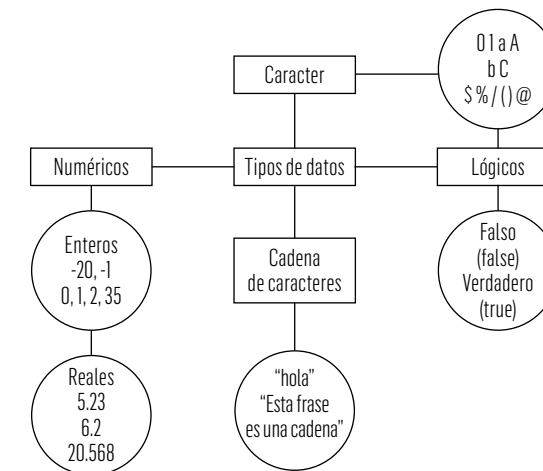 Caracter
0 1 a A
b C
$ % / ( ) @
Numéricos
Tipos de datos
Lógicos
Enteros
-20, -1
0, 1, 2, 35
Cadena
de caracteres
Falso
(false)
Verdadero
(true)
Reales
5.23
6.2
20.568
“hola”
“Esta frase
es una cadena”